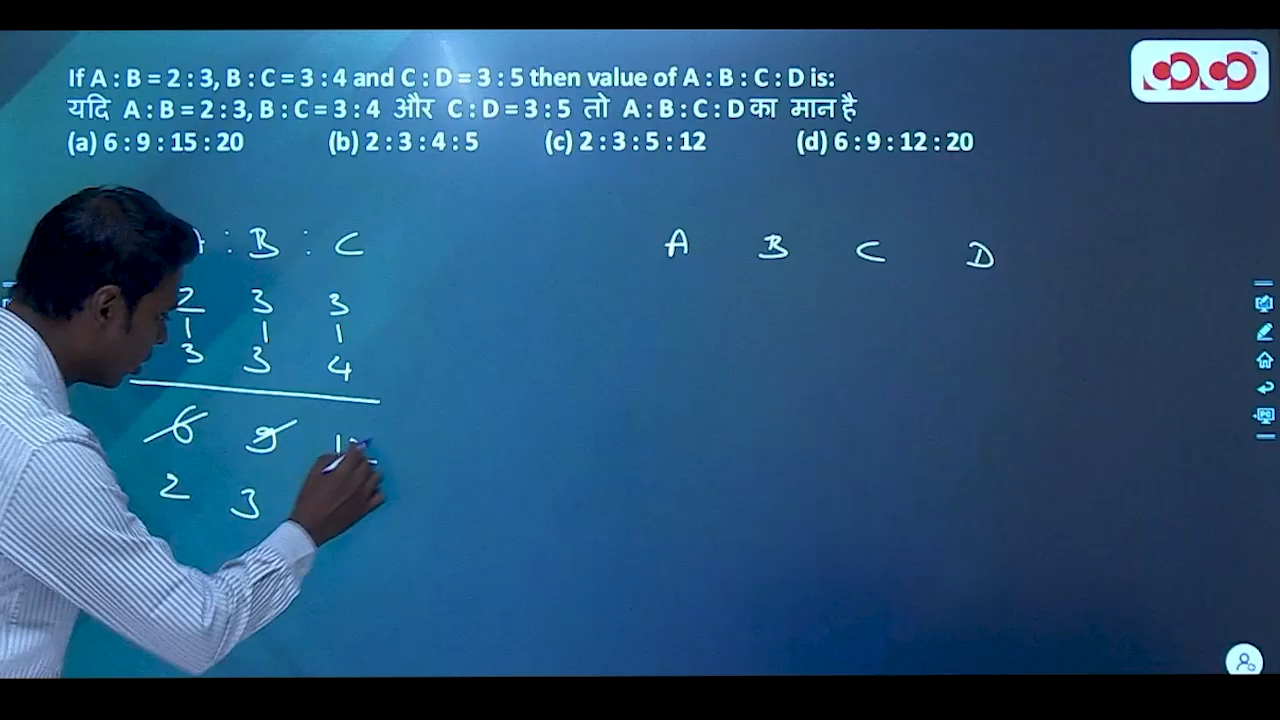 If A : B = 2 : 3, B : C = 3 : 4 and C : D = 3 : 5 then value of A : B : C : D is:
यदि A : B = 2 : 3, B : C = 3 : 4 और C : D = 3 : 5 तो A : B : C : D का मान है
(a) 6 : 9 : 15 : 20 (b) 2 : 3 : 4 : 5 (c) 2 : 3 : 5 : 12 (d) 6 : 9 : 12 : 20
: B : C A B C D
2 3 3
1 1 1
3 3 4
6 9
2 3
PC